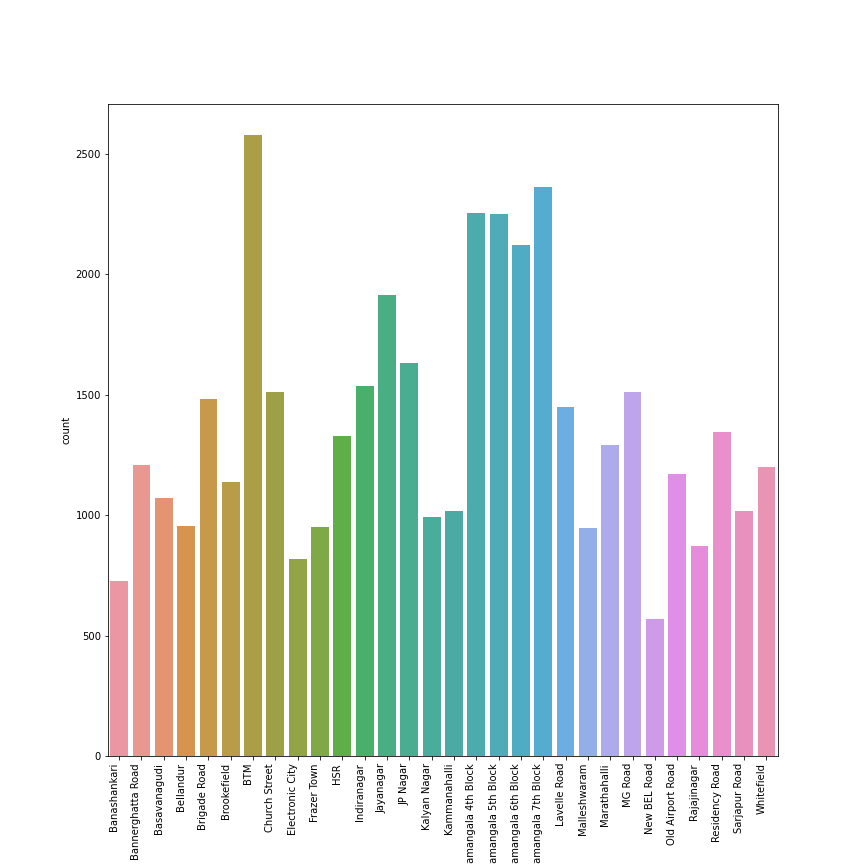 2500
2000
1500
1000
500
0
count
Banashankari
Bannerghatta Road
Basavanagudi
Bellandur
Brigade Road
Brookefield
BTM
Church Street
Electronic City
Frazer Town
HSR
Indiranagar
Jayanagar
JP Nagar
Kalyan Nagar
Kammanahalli
amangala 4th Block
amangala 5th Block
amangala 6th Block
amangala 7th Block
Lavelle Road
Malleshwaram
Marathahalli
MG Road
New BEL Road
Old Airport Road
Rajajinagar
Residency Road
Sarjapur Road
Whitefield